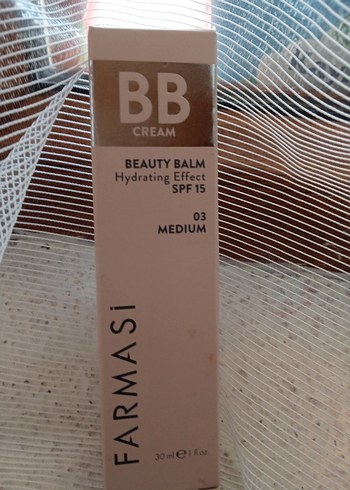 BB
CREAM
BEAUTY BALM
Hydrating Effect
SPF 15
03
MEDIUM
FARMASi
30 ml ℮ 1 fl.oz.